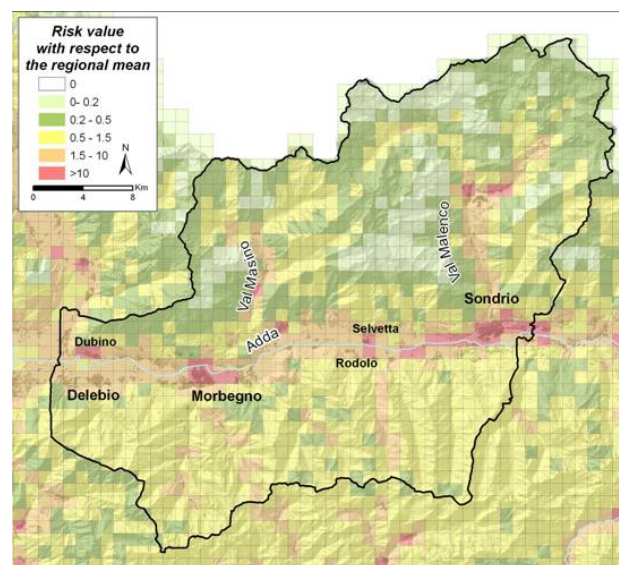 Risk value
with respect to
the regional mean
0
0- 0.2
0.2 - 0.5
0.5 - 1.5
1.5 - 10
>10
N
0 4 8
Km
Val Masino
Val Malenco
Sondrio
Adda
Selvetta
Dubino
Rodolo
Delebio
Morbegno